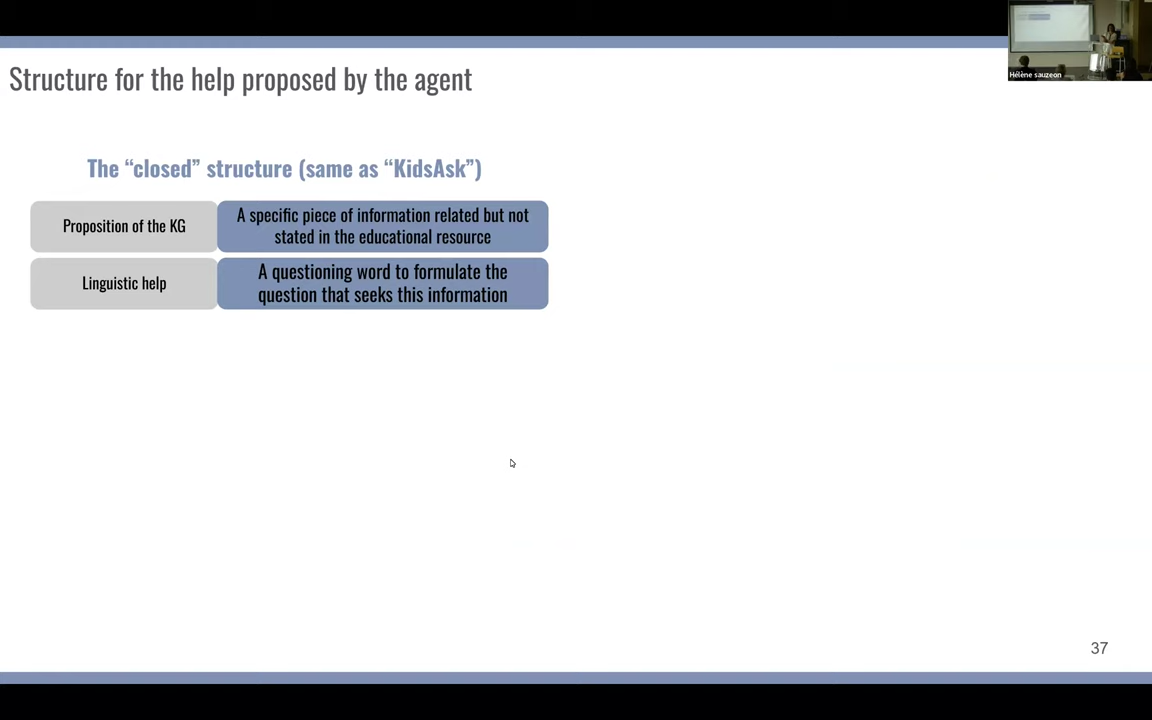 Hélène sauzeon
Structure for the help proposed by the agent
The “closed” structure (same as “KidsAsk”)
Proposition of the KG
A specific piece of information related but not
stated in the educational resource
Linguistic help
A questioning word to formulate the
question that seeks this information
37